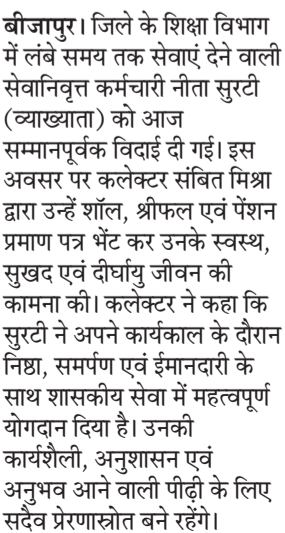 बीजापुर। जिले के शिक्षा विभाग
में लंबे समय तक सेवाएं देने वाली
सेवानिवृत्त कर्मचारी नीता सुरटी
(व्याख्याता) को आज
सम्मानपूर्वक विदाई दी गई। इस
अवसर पर कलेक्टर संबित मिश्रा
द्वारा उन्हें शॉल, श्रीफल एवं पेंशन
प्रमाण पत्र भेंट कर उनके स्वस्थ,
सुखद एवं दीर्घायु जीवन की
कामना की। कलेक्टर ने कहा कि
सुरटी ने अपने कार्यकाल के दौरान
निष्ठा, समर्पण एवं ईमानदारी के
साथ शासकीय सेवा में महत्वपूर्ण
योगदान दिया है। उनकी
कार्यशैली, अनुशासन एवं
अनुभव आने वाली पीढ़ी के लिए
सदैव प्रेरणास्रोत बने रहेंगे।